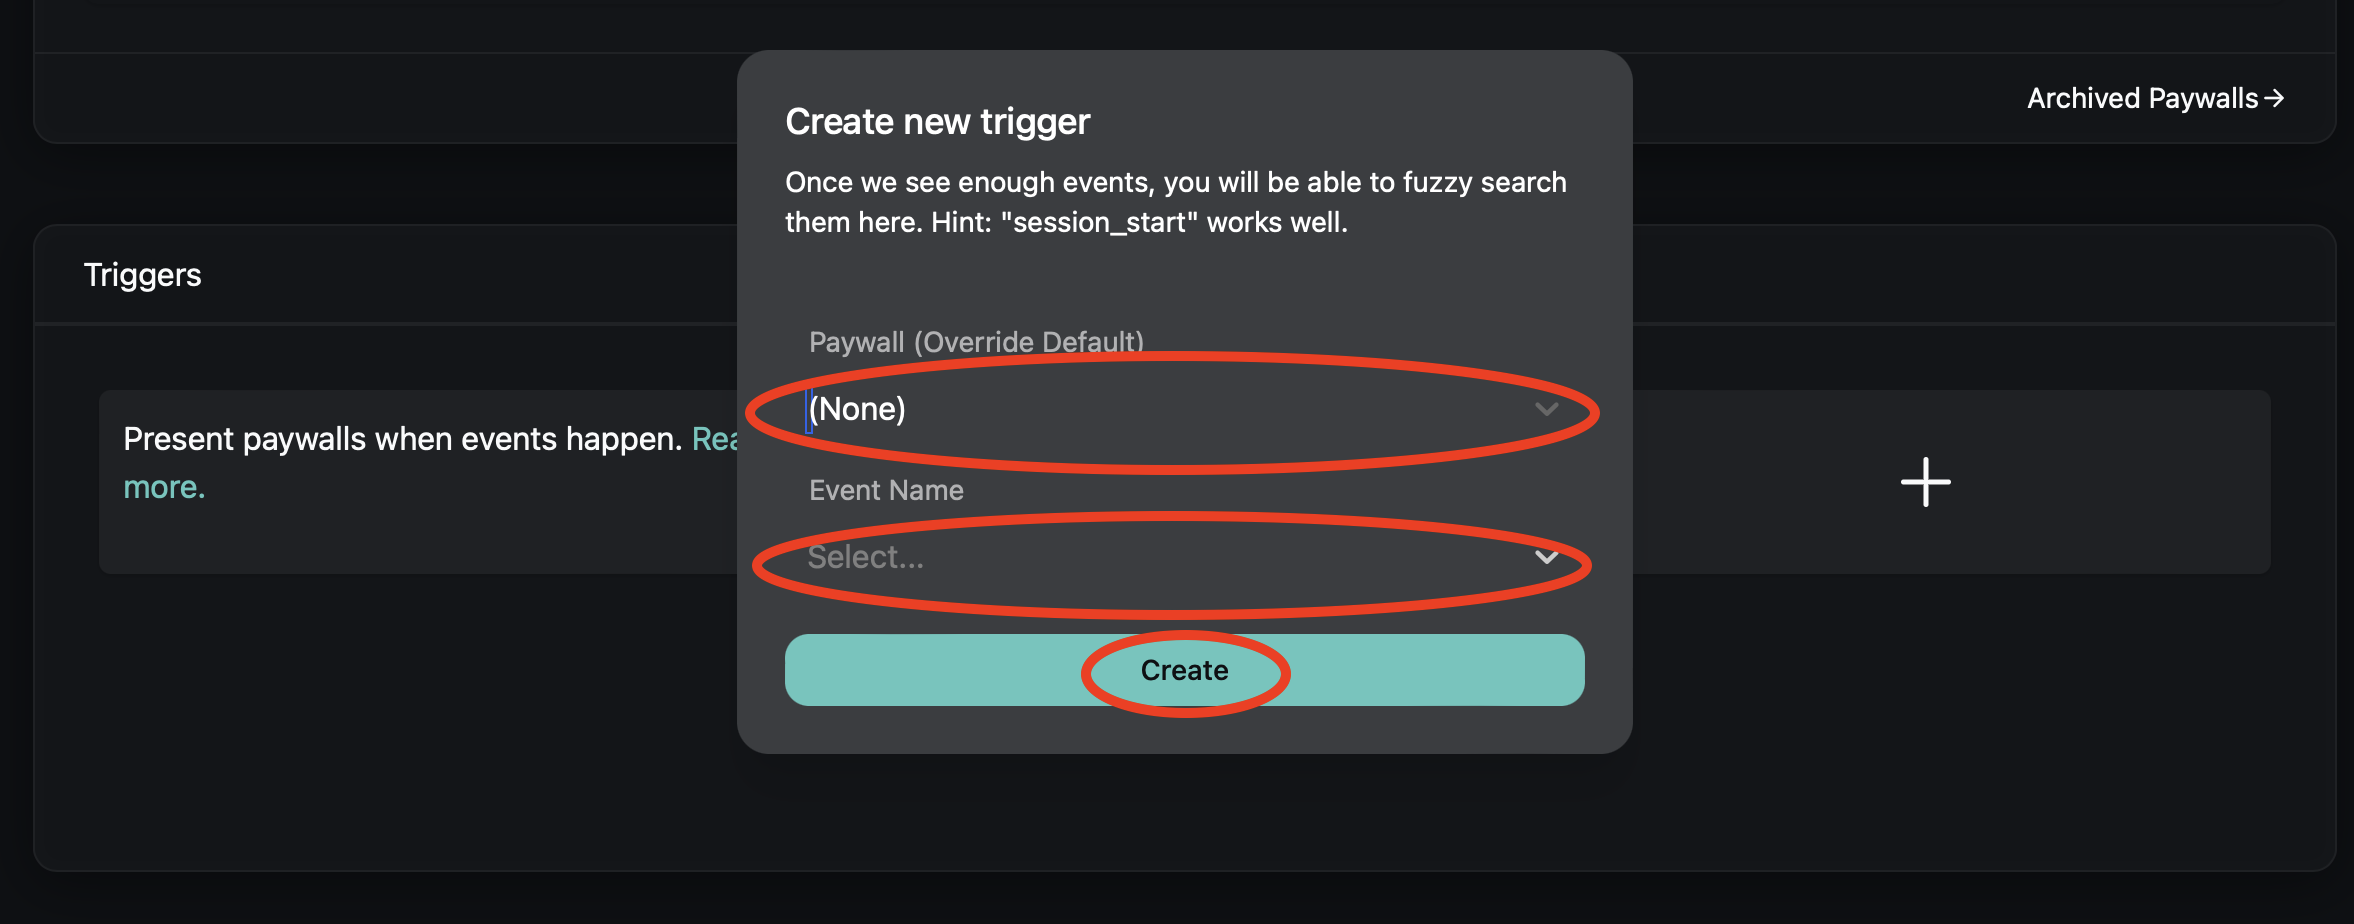 Archived Paywalls →
Create new trigger
Once we see enough events, you will be able to fuzzy search
them here. Hint: "session_start" works well.
Triggers
Paywall (Override Default)
(None)
Present paywalls when events happen.
more.
Event Name
Select...
Create